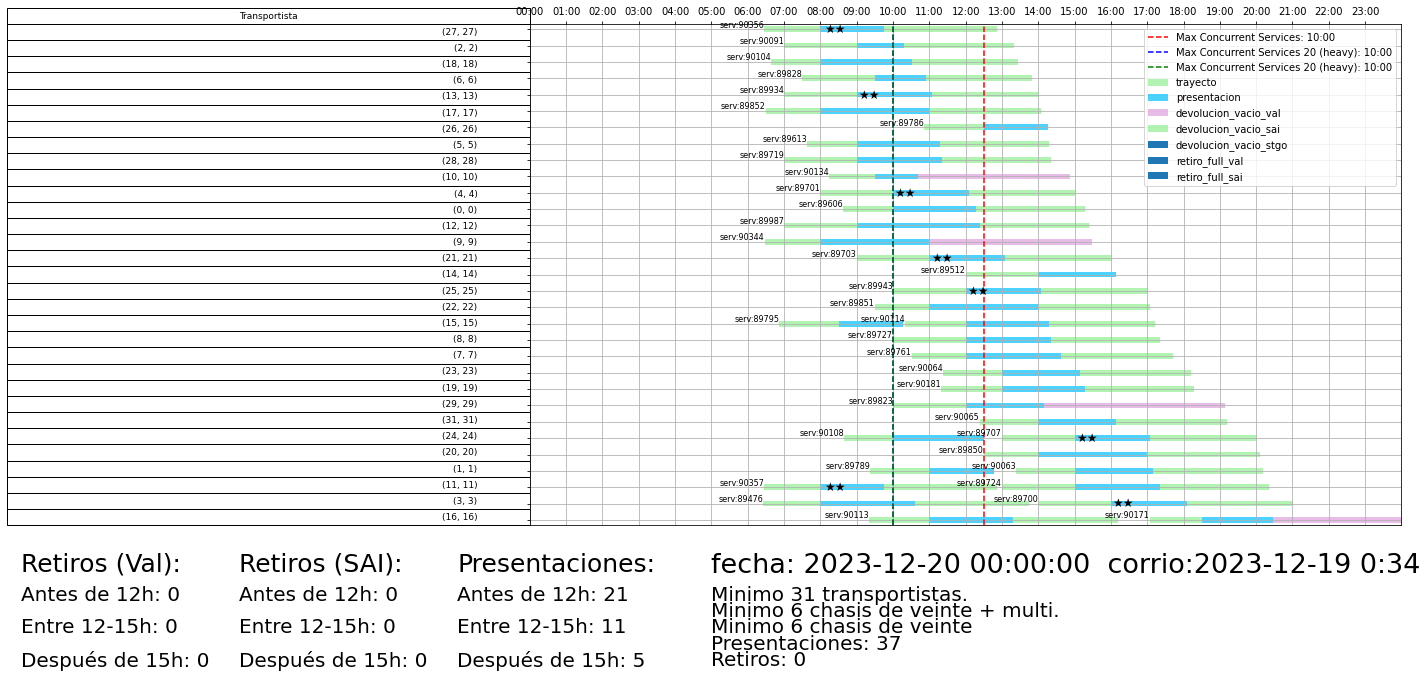 Transportista
00:00 01:00 02:00 03:00 04:00 05:00 06:00 07:00 08:00 09:00 10:00 11:00 12:00 13:00 14:00 15:00 16:00 17:00 18:00 19:00 20:00 21:00 22:00 23:00
(27, 27) serv:90356
(2, 2) serv:90091
(18, 18) serv:90104
(6, 6) serv:89828
(13, 13) serv:89934
(17, 17) serv:89852
(26, 26) serv:89786
(5, 5) serv:89613
(28, 28) serv:89719
(10, 10) serv:90134
(4, 4) serv:89701
(0, 0) serv:89606
(12, 12) serv:89987
(9, 9) serv:90344
(21, 21) serv:89703
(14, 14) serv:89512
(25, 25) serv:89943
(22, 22) serv:89851
(15, 15) serv:89795 serv:90114
(8, 8) serv:89727
(7, 7) serv:89761
(23, 23) serv:90064
(19, 19) serv:90181
(29, 29) serv:89823
(31, 31) serv:90065
(24, 24) serv:90108 serv:89707
(20, 20) serv:89850
(1, 1) serv:89789 serv:90063
(11, 11) serv:90357 serv:89724
(3, 3) serv:89476 serv:89700
(16, 16) serv:90113 serv:90171
Max Concurrent Services: 10:00
Max Concurrent Services 20 (heavy): 10:00
Max Concurrent Services 20 (heavy): 10:00
trayecto
presentacion
devolucion_vacio_val
devolucion_vacio_sai
devolucion_vacio_stgo
retiro_full_val
retiro_full_sai
Retiros (Val):
Antes de 12h: 0
Entre 12-15h: 0
Después de 15h: 0
Retiros (SAI):
Antes de 12h: 0
Entre 12-15h: 0
Después de 15h: 0
Presentaciones:
Antes de 12h: 21
Entre 12-15h: 11
Después de 15h: 5
fecha: 2023-12-20 00:00:00 corrio:2023-12-19 0:34
Minimo 31 transportistas.
Minimo 6 chasis de veinte + multi.
Minimo 6 chasis de veinte
Presentaciones: 37
Retiros: 0